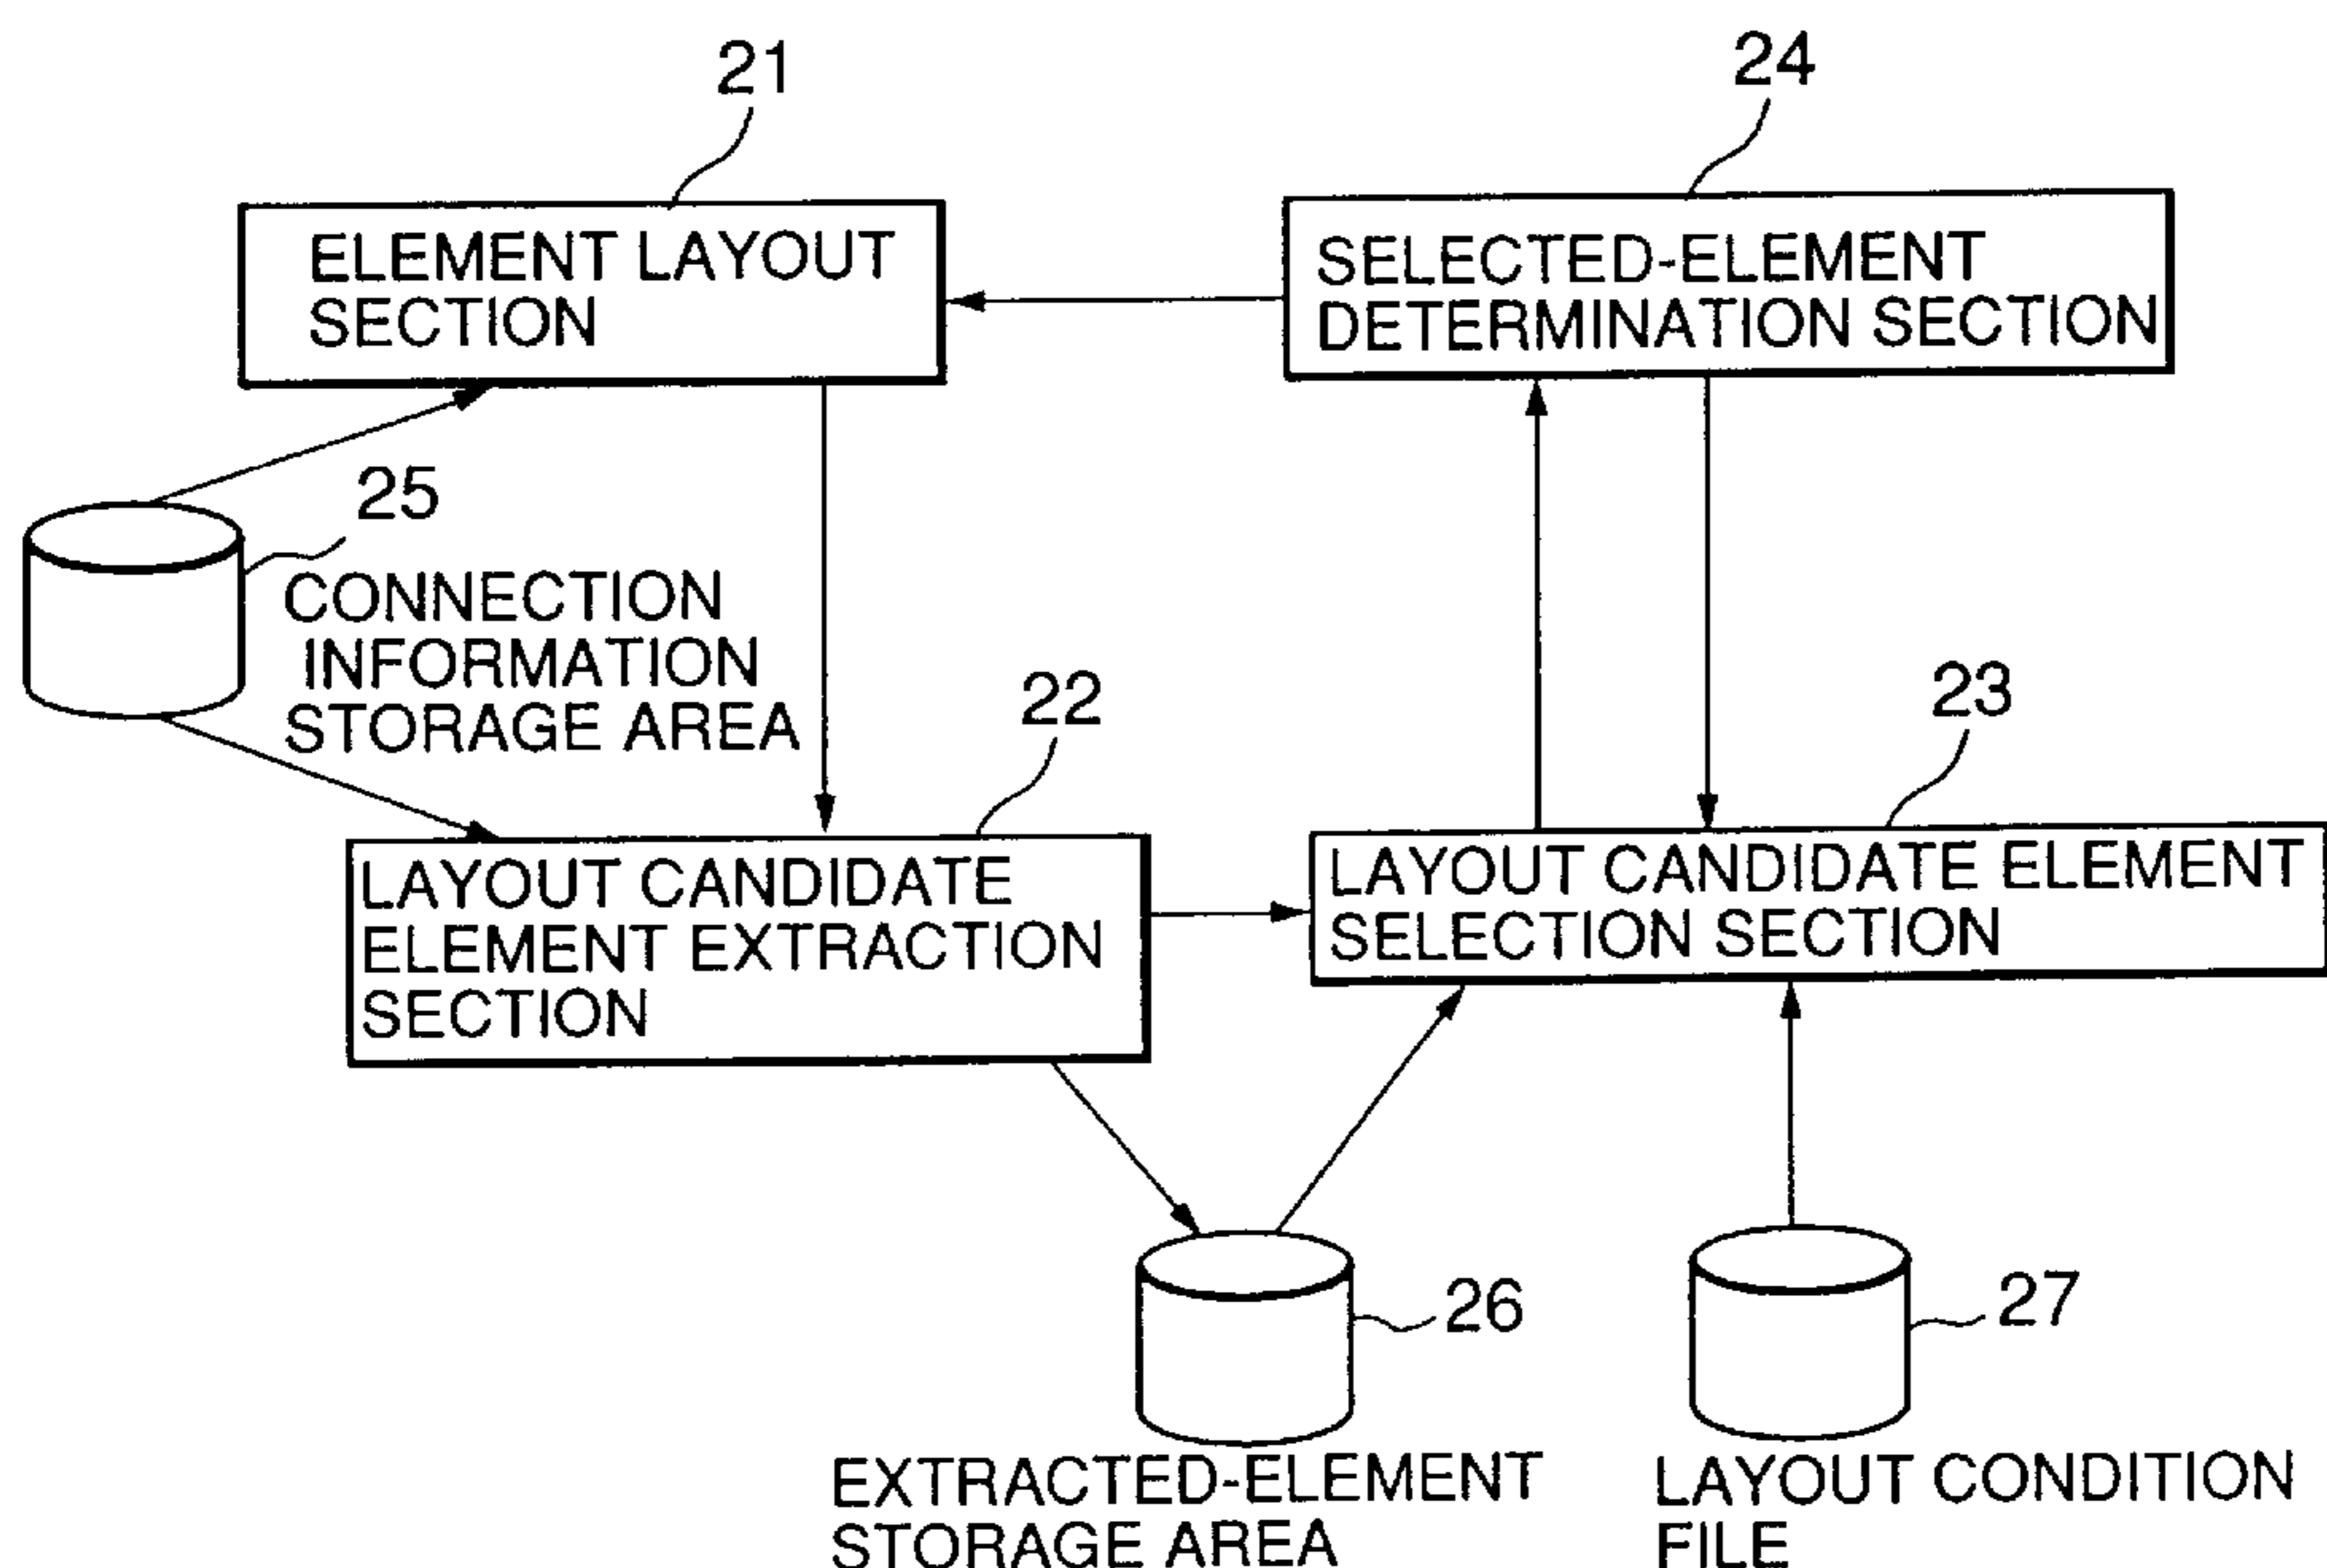 21
24
ELEMENT LAYOUT
SECTION
SELECTED-ELEMENT
DETERMINATION SECTION
25
CONNECTION
INFORMATION
STORAGE AREA
22
23
LAYOUT CANDIDATE
ELEMENT EXTRACTION
SECTION
LAYOUT CANDIDATE ELEMENT
SELECTION SECTION
26
27
EXTRACTED-ELEMENT
STORAGE AREA
LAYOUT CONDITION
FILE